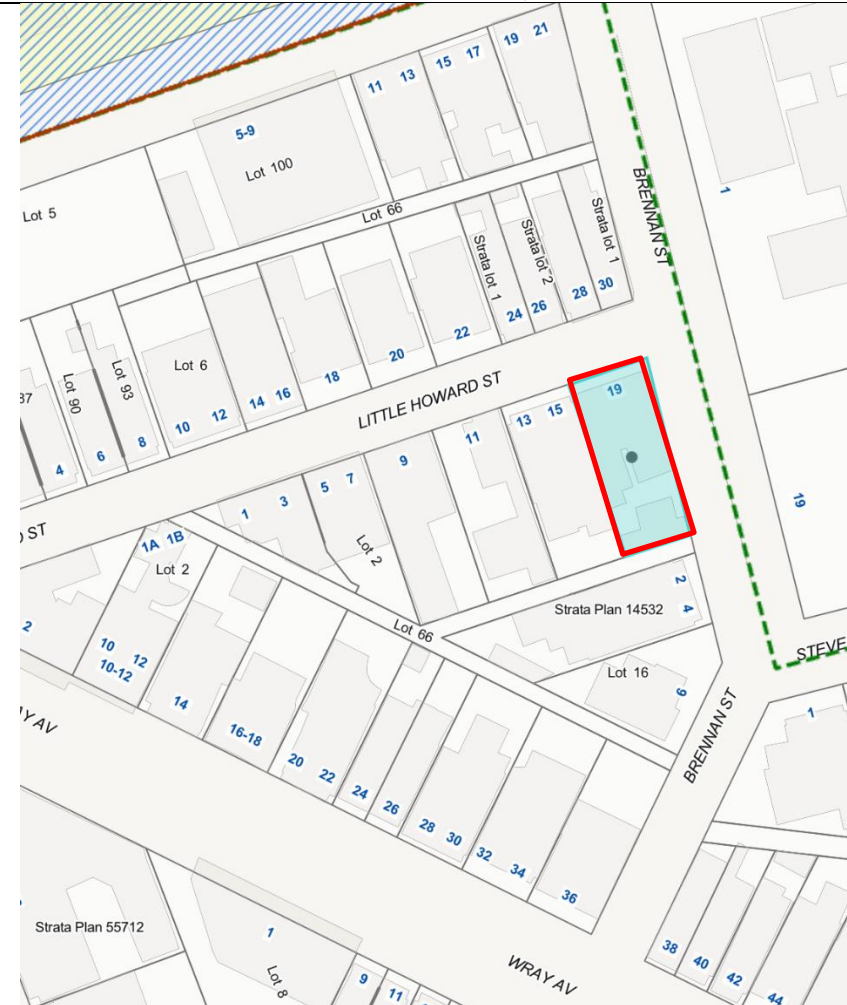 19 21
15 17
11 13
5-9
Lot 100
Lot 5
Lot 66
BRENNAN ST
1
Strata lot 1
Strata lot 2
Strata lot 1
24 26
28 30
22
20
18
14 16
Lot 6
10 12
Lot 93
Lot 90
4
6
8
LITTLE HOWARD ST
19
13 15
11
9
5 7
1 3
Lot 2
19
1A 1B
Lot 2
2
10 12
10-12
14
16-18
20 22
24
26
28 30
32 34
36
Lot 66
Strata Plan 14532
2 4
Lot 16
BRENNAN ST
1
WRAY AV
38 40 42 44
Strata Plan 55712
1
Lot 8
9 11